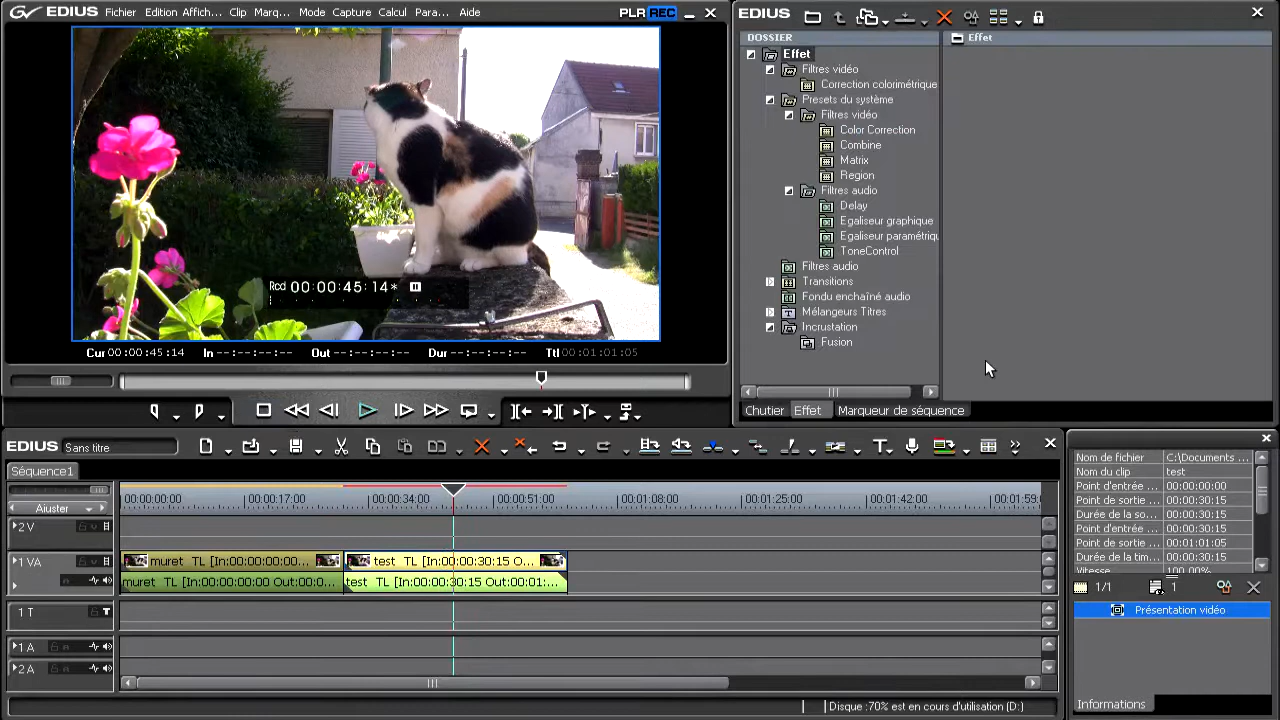 EDIUS Fichier Edition Affich... Clip Marq... Mode Capture Calcul Para... Aide PLR REC
Rcd 00:00:45:14*
Cur 00:00:45:14 In --:--:--:-- Out --:--:--:-- Dur --:--:--:-- Ttl 00:01:01:05
EDIUS
DOSSIER
Effet
Filtres vidéo
Correction colorimétrique
Presets du système
Filtres vidéo
Color Correction
Combine
Matrix
Region
Filtres audio
Delay
Egaliseur graphique
Egaliseur paramétriqu
ToneControl
Filtres audio
Transitions
Fondu enchaîné audio
Mélangeurs Titres
Incrustation
Fusion
Effet
Chutier Effet Marqueur de séquence
EDIUS Sans titre
Séquence1
00:00:00:00 00:00:17:00 00:00:34:00 00:00:51:00 00:01:08:00 00:01:25:00 00:01:42:00 00:01:59:0
Ajuster
2 V
1 VA muret TL [In:00:00:00:00... test TL [In:00:00:30:15 O...
muret TL [In:00:00:00:00 Out:00:0... test TL [In:00:00:30:15 Out:00:01:...
1 T T
1 A
2 A
Disque :70% est en cours d'utilisation (D:)
Nom de fichier C:\Documents ...
Nom du clip test
Point d'entrée ... 00:00:00:00
Point de sortie ... 00:00:30:15
Durée de la so... 00:00:30:15
Point d'entrée ... 00:00:30:15
Point de sortie ... 00:01:01:05
Durée de la tim... 00:00:30:15
Vitesse 100.00%
1/1 1
Présentation vidéo
Informations